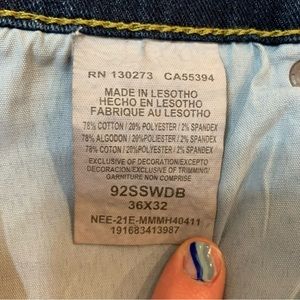 RN 130273 CA55394
MADE IN LESOTHO
HECHO EN LESOTHO
FABRIQUE AU LESOTHO
78% COTTON / 20% POLYESTER / 2% SPANDEX
78% ALGODON / 20% POLIESTER / 2% SPANDEX
78% COTON / 20% POLYESTER / 2% SPANDEX
EXCLUSIVE OF DECORATION/EXCEPTO
DECORACION/EXCLUSIVE OF TRIMMING/
GARNITURE NON COMPRISE
92SSWDB
36X32
NEE-21E-MMMH40411
191683413987